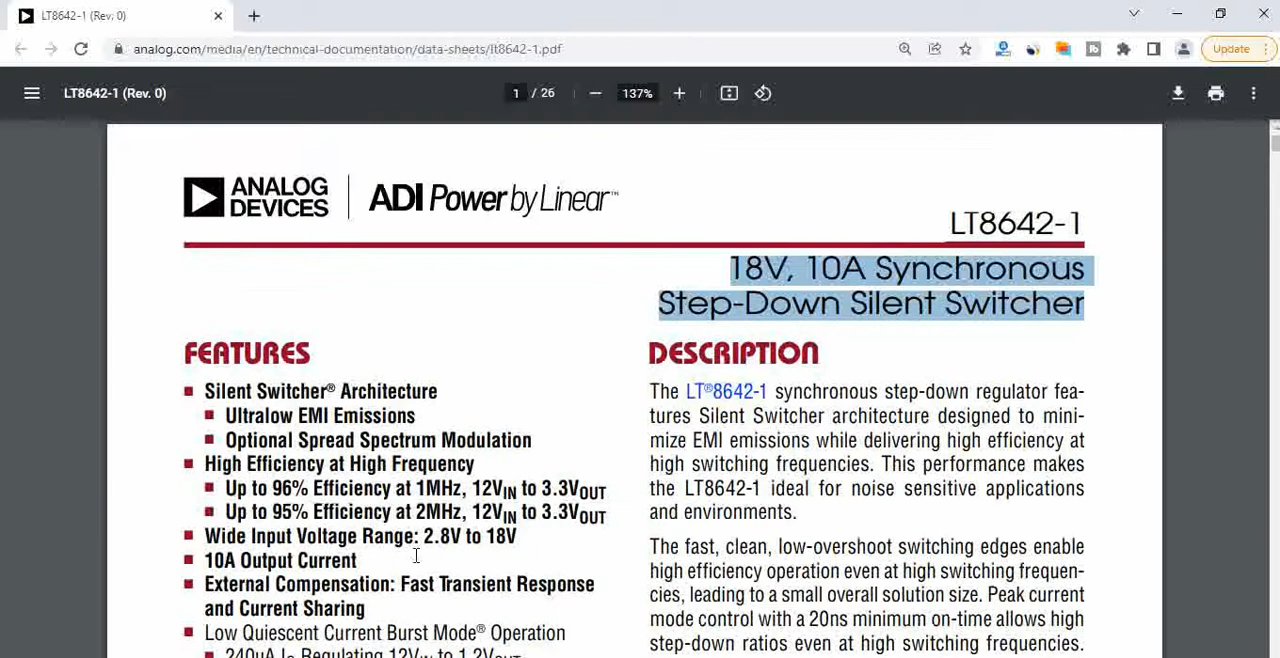 LT8642-1 (Rev. 0)
analog.com/media/en/technical-documentation/data-sheets/lt8642-1.pdf
Update
LT8642-1 (Rev. 0)
1 / 26
137%
ANALOG
DEVICES
ADI Power by Linear™
LT8642-1
18V, 10A Synchronous
Step-Down Silent Switcher
FEATURES
Silent Switcher® Architecture
Ultralow EMI Emissions
Optional Spread Spectrum Modulation
High Efficiency at High Frequency
Up to 96% Efficiency at 1MHz, 12VIN to 3.3VOUT
Up to 95% Efficiency at 2MHz, 12VIN to 3.3VOUT
Wide Input Voltage Range: 2.8V to 18V
10A Output Current
External Compensation: Fast Transient Response
and Current Sharing
Low Quiescent Current Burst Mode® Operation
240µA IQ Regulating 12VIN to 1.2VOUT
DESCRIPTION
The LT®8642-1 synchronous step-down regulator fea-
tures Silent Switcher architecture designed to mini-
mize EMI emissions while delivering high efficiency at
high switching frequencies. This performance makes
the LT8642-1 ideal for noise sensitive applications
and environments.
The fast, clean, low-overshoot switching edges enable
high efficiency operation even at high switching frequen-
cies, leading to a small overall solution size. Peak current
mode control with a 20ns minimum on-time allows high
step-down ratios even at high switching frequencies.